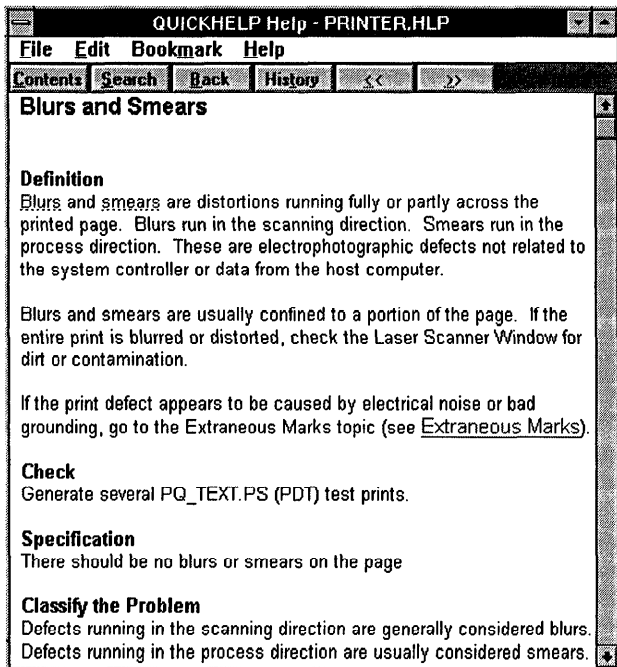 QUICKHELP Help - PRINTER.HLP
File Edit Bookmark Help
Contents Search Back History << >>
Blurs and Smears
Definition
Blurs and smears are distortions running fully or partly across the
printed page. Blurs run in the scanning direction. Smears run in the
process direction. These are electrophotographic defects not related to
the system controller or data from the host computer.
Blurs and smears are usually confined to a portion of the page. If the
entire print is blurred or distorted, check the Laser Scanner Window for
dirt or contamination.
If the print defect appears to be caused by electrical noise or bad
grounding, go to the Extraneous Marks topic (see Extraneous Marks).
Check
Generate several PQ_TEXT.PS (PDT) test prints.
Specification
There should be no blurs or smears on the page
Classify the Problem
Defects running in the scanning direction are generally considered blurs.
Defects running in the process direction are usually considered smears.